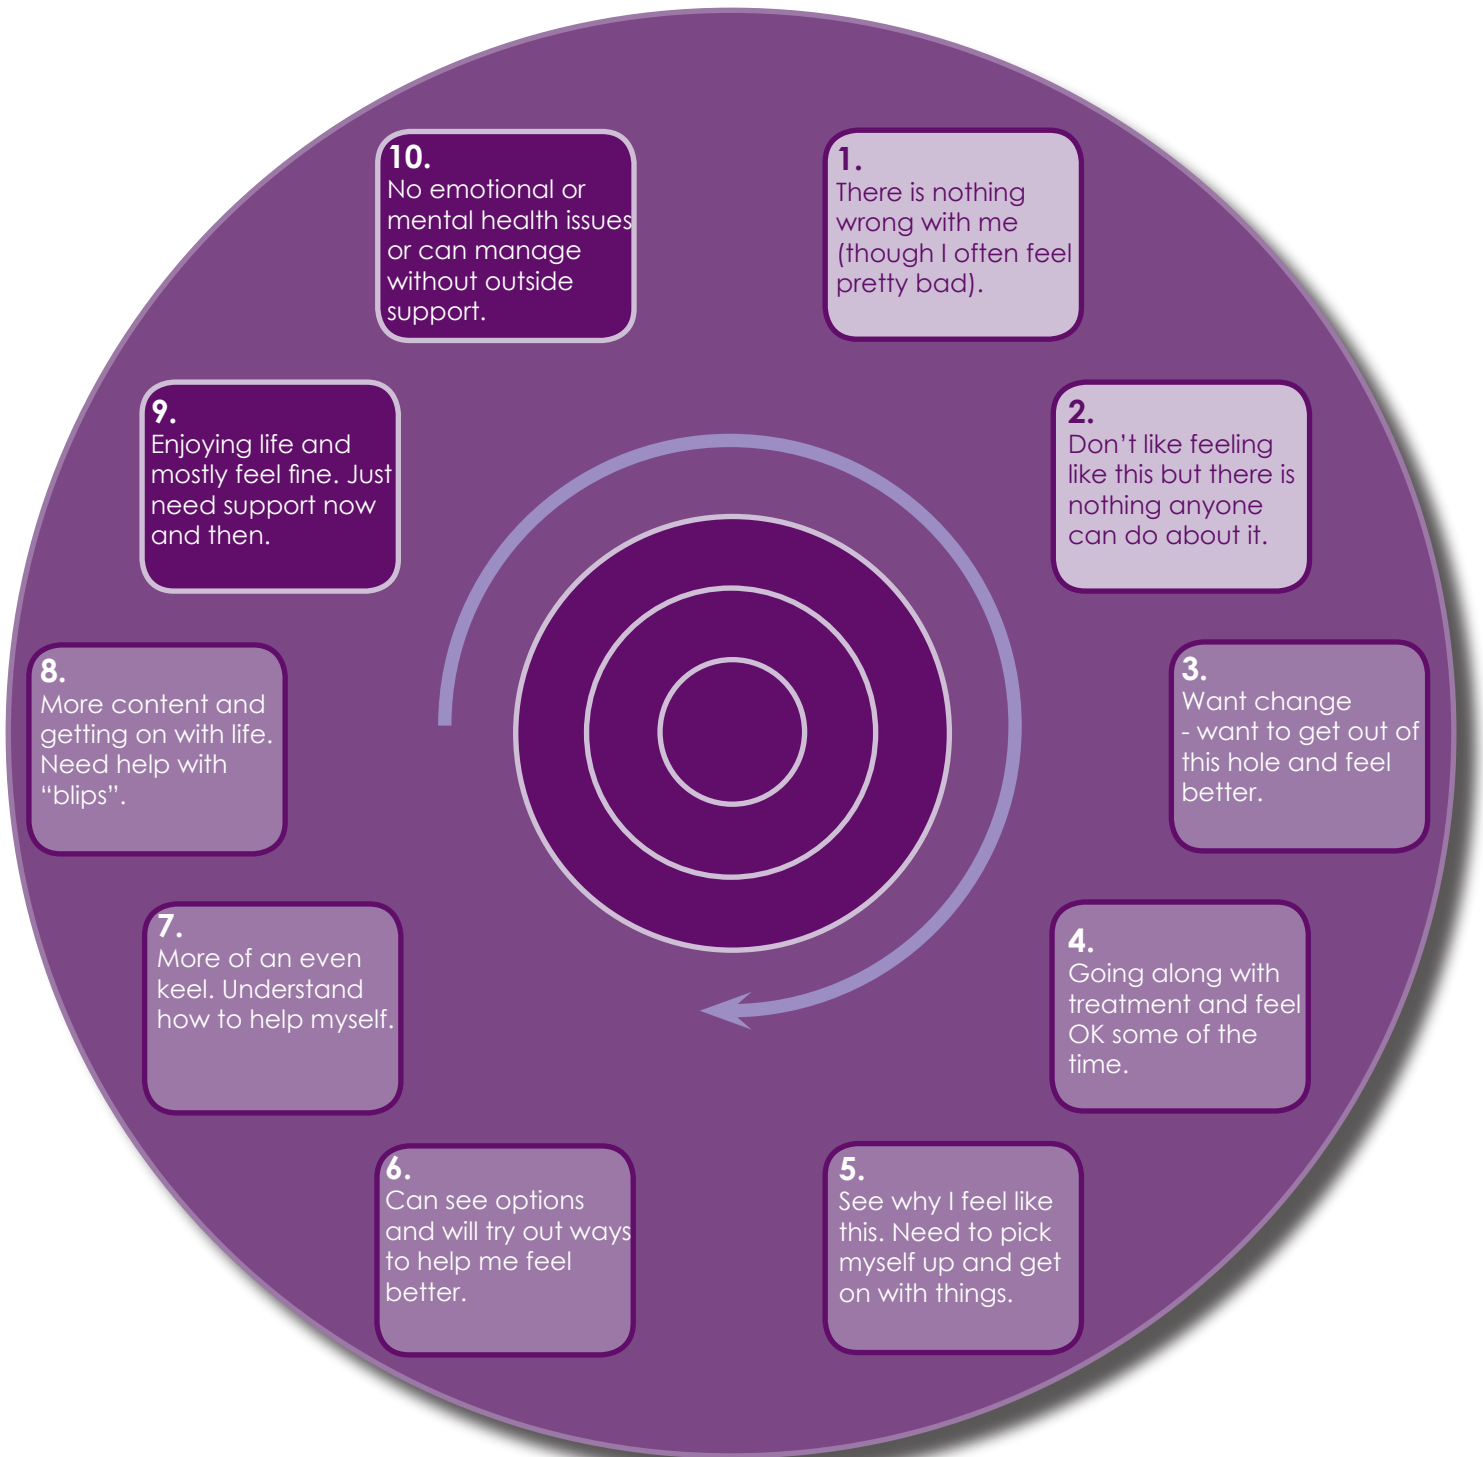 1.
There is nothing
wrong with me
(though I often feel
pretty bad).
2.
Don’t like feeling
like this but there is
nothing anyone
can do about it.
3.
Want change
- want to get out of
this hole and feel
better.
4.
Going along with
treatment and feel
OK some of the
time.
5.
See why I feel like
this. Need to pick
myself up and get
on with things.
6.
Can see options
and will try out ways
to help me feel
better.
7.
More of an even
keel. Understand
how to help myself.
8.
More content and
getting on with life.
Need help with
“blips”.
9.
Enjoying life and
mostly feel fine. Just
need support now
and then.
10.
No emotional or
mental health issues
or can manage
without outside
support.